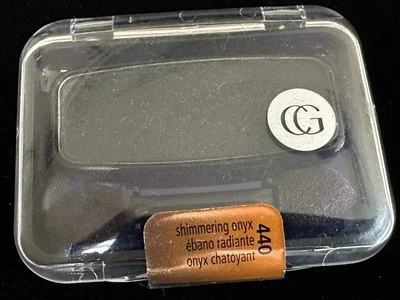 CG
shimmering onyx
ébano radiante
onyx chatoyant
440